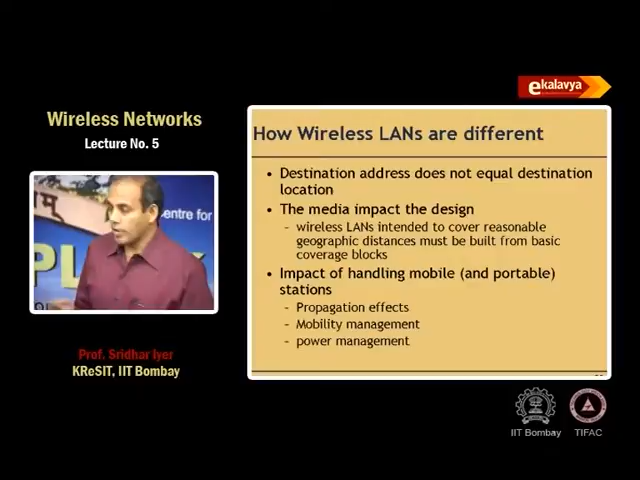 ekalavya
Wireless Networks
Lecture No. 5
How Wireless LANs are different
• Destination address does not equal destination
location
• The media impact the design
– wireless LANs intended to cover reasonable
geographic distances must be built from basic
coverage blocks
• Impact of handling mobile (and portable)
stations
– Propagation effects
– Mobility management
– power management
entre for
PL
Prof. Sridhar Iyer
KReSIT, IIT Bombay
IIT Bombay
TIFAC